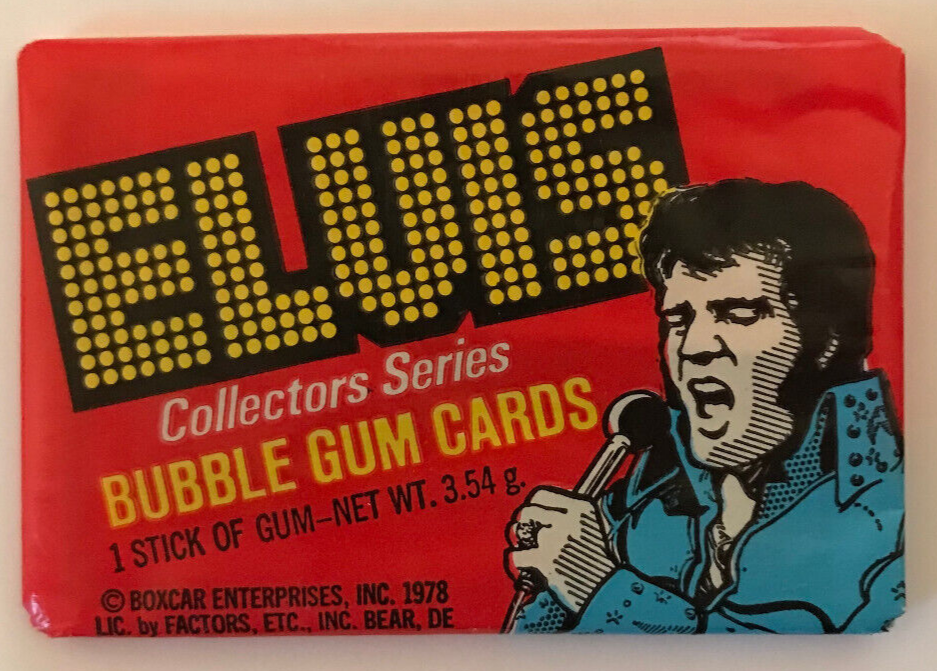 ELVIS
Collectors Series
BUBBLE GUM CARDS
1 STICK OF GUM–NET WT. 3.54 g.
© BOXCAR ENTERPRISES, INC. 1978
LIC. by FACTORS, ETC., INC. BEAR, DE